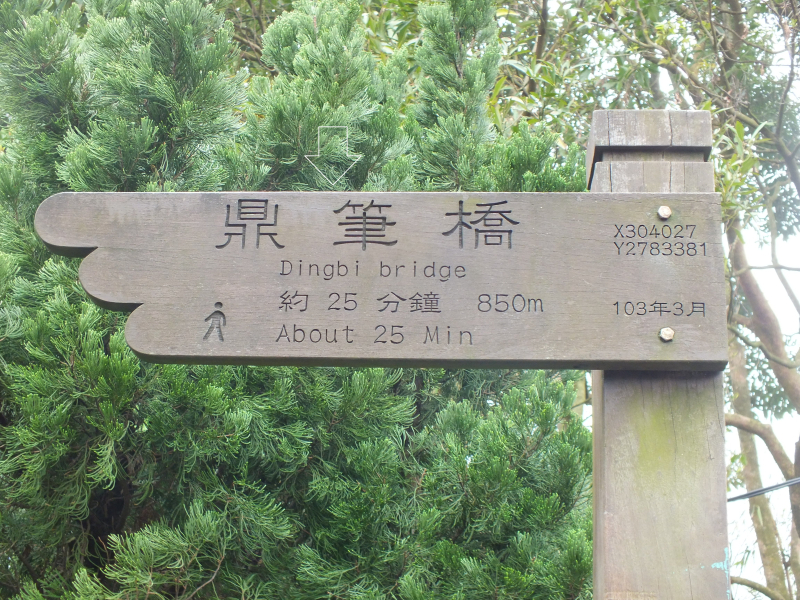 鼎筆橋
Dingbi bridge
約 25 分鐘 850m
About 25 Min
X304027
Y2783381
103年3月